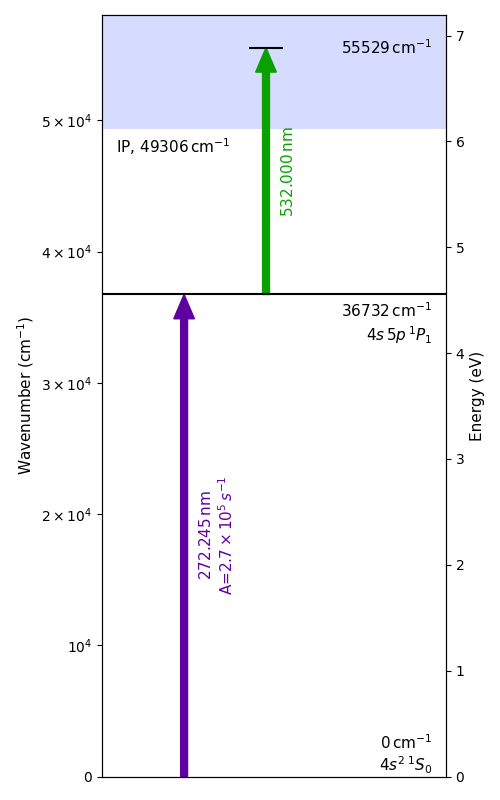 55529 cm⁻¹
IP, 49306 cm⁻¹
532.000 nm
36732 cm⁻¹
4s 5p ¹P₁
272.245 nm
A=2.7 × 10⁵ s⁻¹
0 cm⁻¹
4s² ¹S₀
Wavenumber (cm⁻¹)
5 × 10⁴
4 × 10⁴
3 × 10⁴
2 × 10⁴
10⁴
0
Energy (eV)
7
6
5
4
3
2
1
0